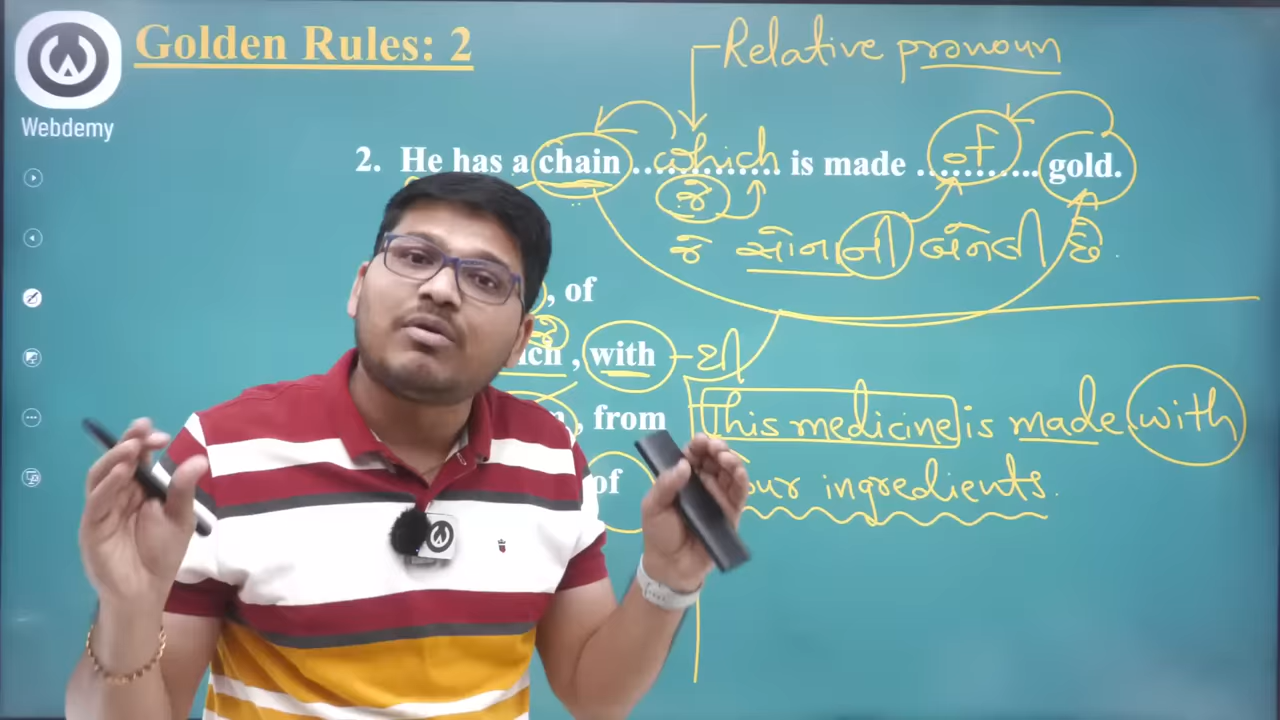 Golden Rules: 2
Relative pronoun
Webdemy
2. He has a chain ............. which is made ........... of gold.
જે
જે સોનાની બનેલી છે.
, of
જે
ich , with – થી
, from
This medicine is made with
of
our ingredients.